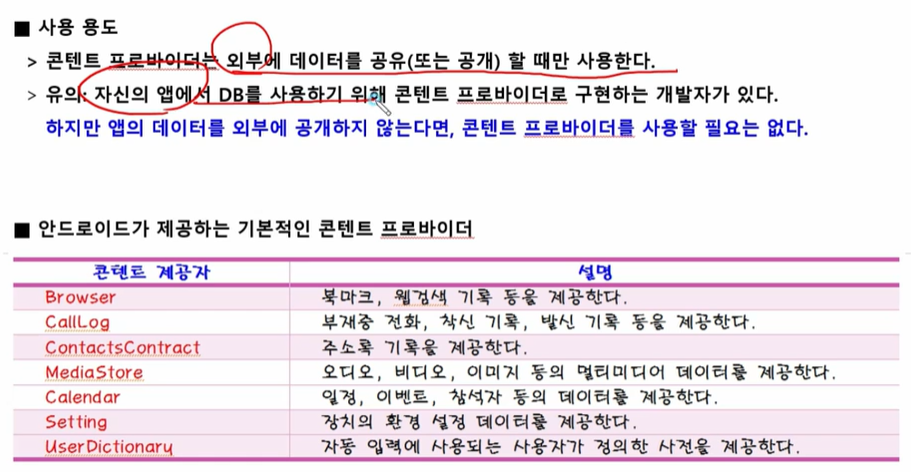 ■ 사용 용도
> 콘텐트 프로바이더는 외부에 데이터를 공유(또는 공개) 할 때만 사용한다.
> 유의: 자신의 앱에서 DB를 사용하기 위해 콘텐트 프로바이더로 구현하는 개발자가 있다.
하지만 앱의 데이터를 외부에 공개하지 않는다면, 콘텐트 프로바이더를 사용할 필요는 없다.
■ 안드로이드가 제공하는 기본적인 콘텐트 프로바이더
콘텐트 제공자 설명
Browser 북마크, 웹검색 기록 등을 제공한다.
CallLog 부재중 전화, 착신 기록, 발신 기록 등을 제공한다.
ContactsContract 주소록 기록을 제공한다.
MediaStore 오디오, 비디오, 이미지 등의 멀티미디어 데이터를 제공한다.
Calendar 일정, 이벤트, 참석자 등의 데이터를 제공한다.
Setting 장치의 환경 설정 데이터를 제공한다.
UserDictionary 자동 입력에 사용되는 사용자가 정의한 사전을 제공한다.